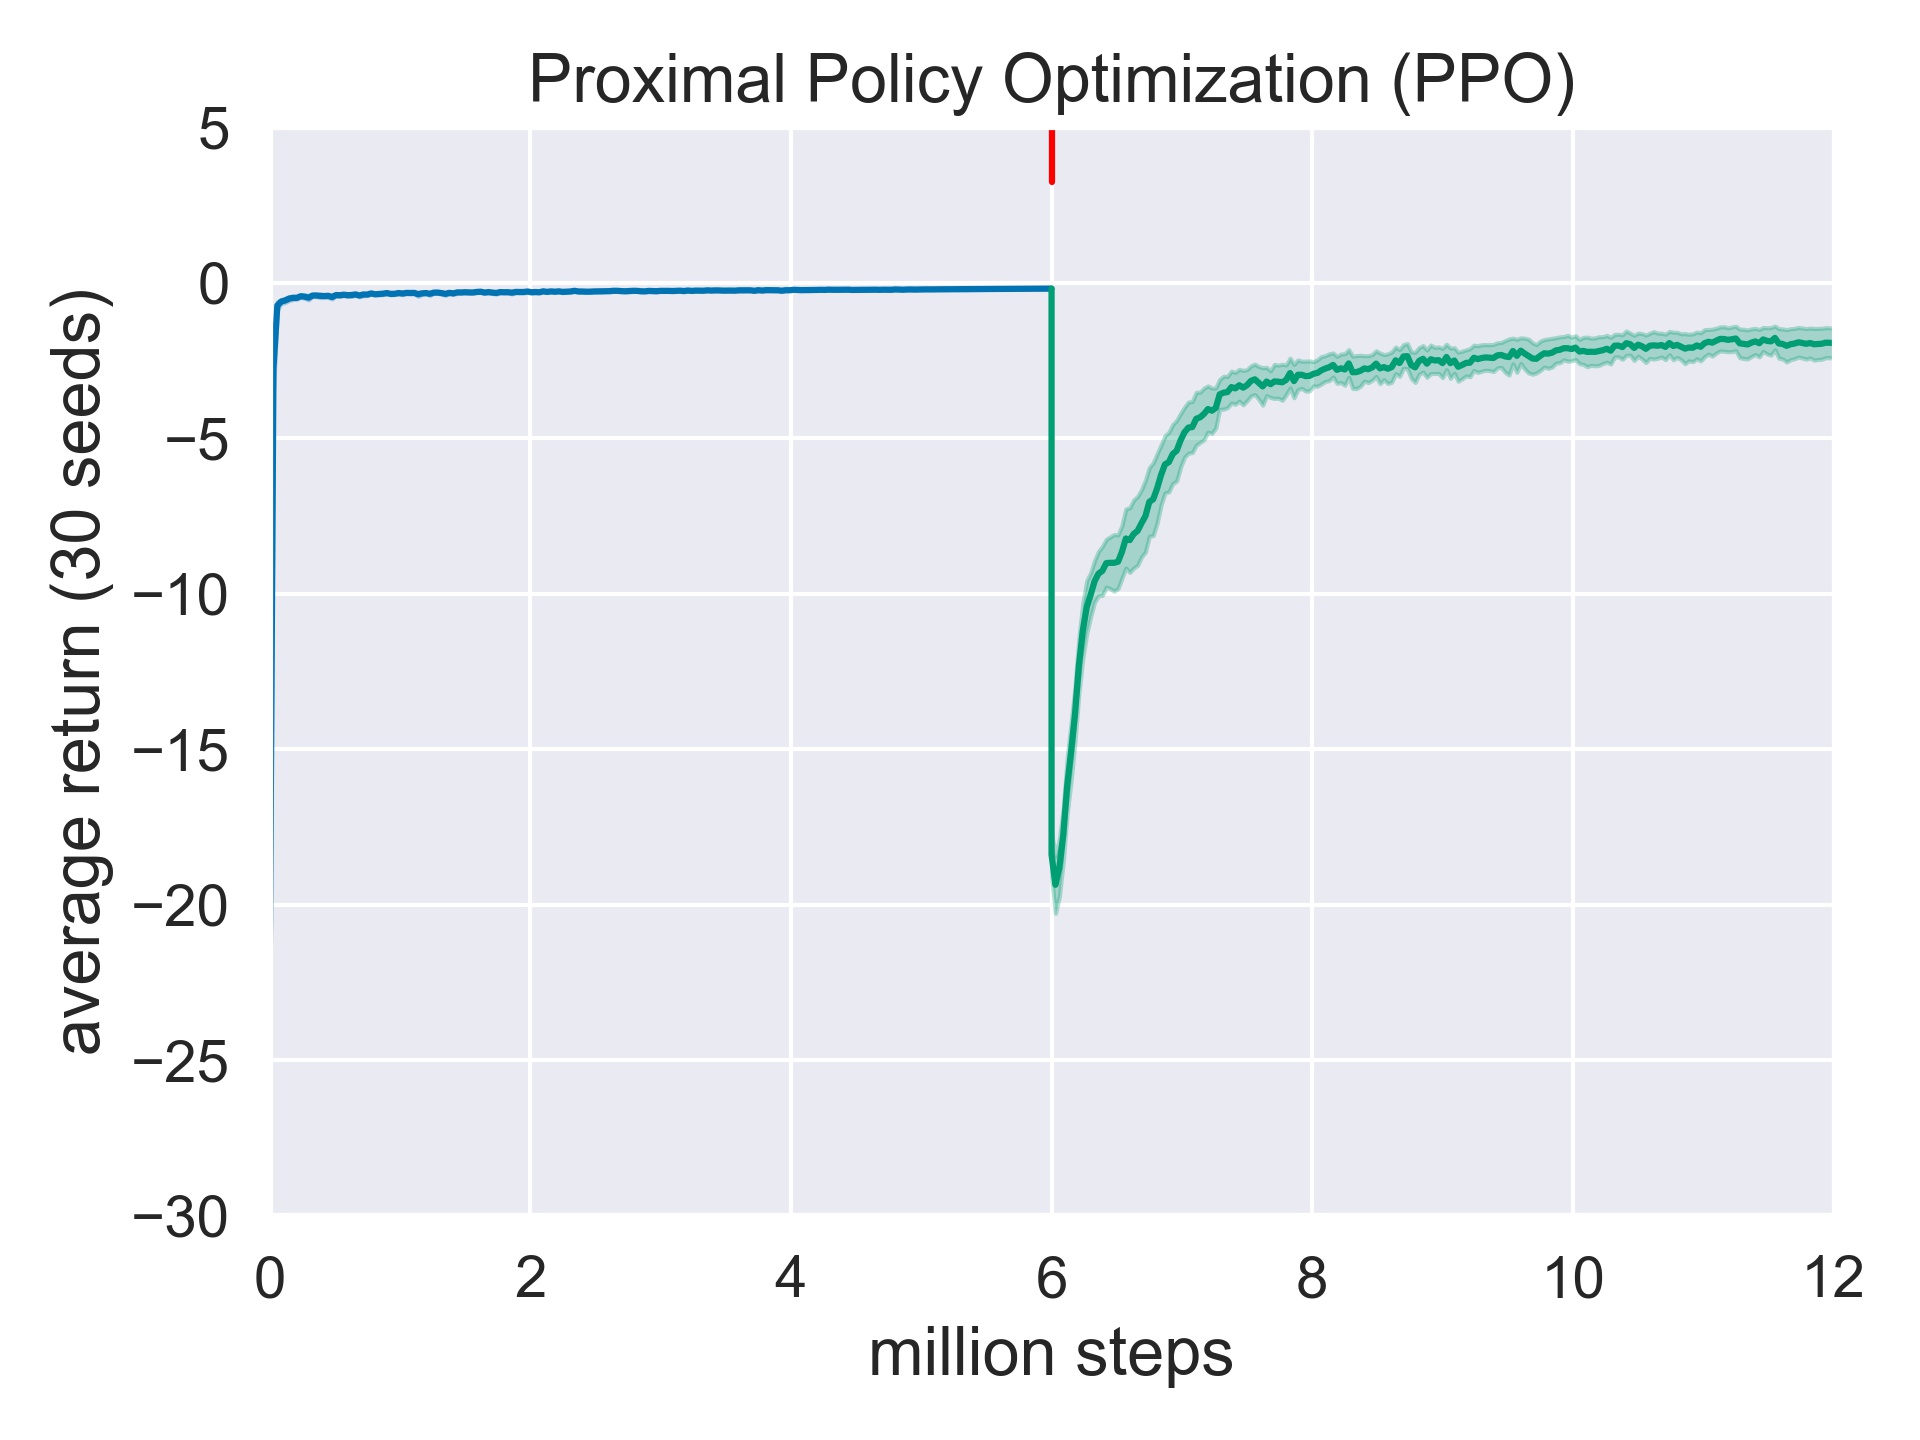 Proximal Policy Optimization (PPO)
average return (30 seeds)
5
0
−5
−10
−15
−20
−25
−30
0 2 4 6 8 10 12
million steps